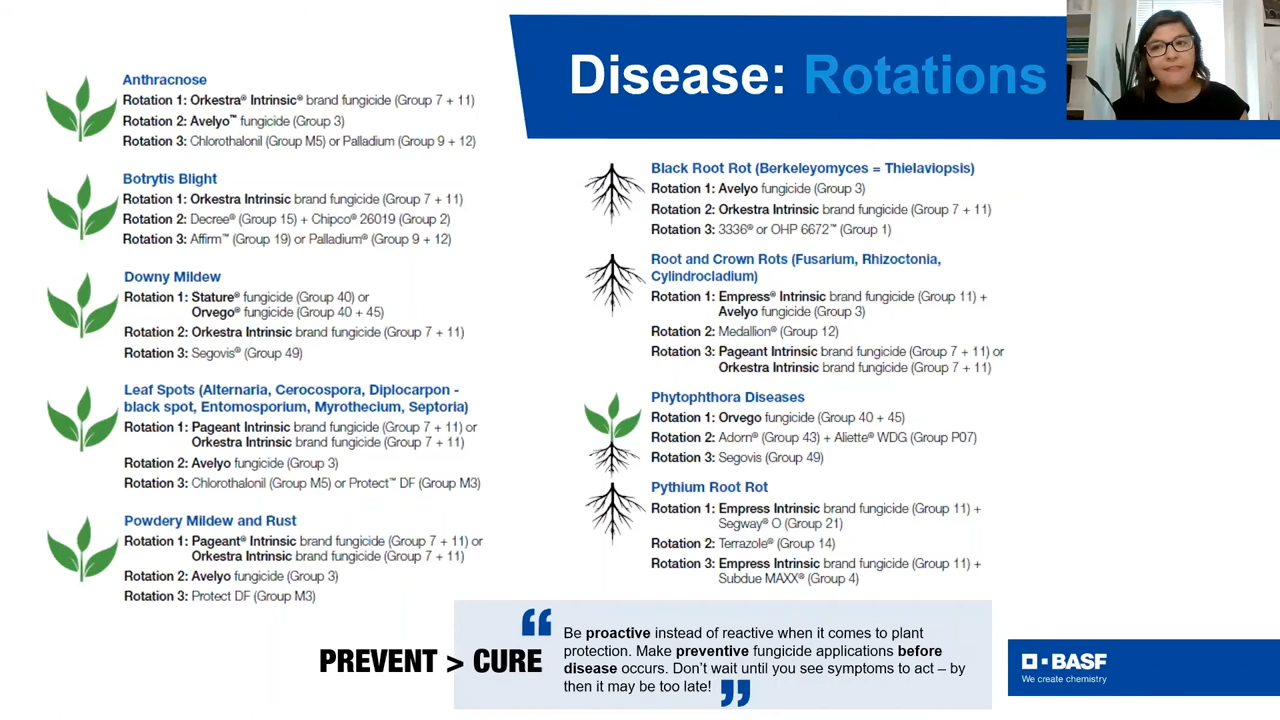 Disease: Rotations
Anthracnose
Rotation 1: Orkestra® Intrinsic® brand fungicide (Group 7 + 11)
Rotation 2: Avelyo™ fungicide (Group 3)
Rotation 3: Chlorothalonil (Group M5) or Palladium (Group 9 + 12)
Botrytis Blight
Rotation 1: Orkestra Intrinsic brand fungicide (Group 7 + 11)
Rotation 2: Decree® (Group 15) + Chipco® 26019 (Group 2)
Rotation 3: Affirm™ (Group 19) or Palladium® (Group 9 + 12)
Downy Mildew
Rotation 1: Stature® fungicide (Group 40) or
Orvego® fungicide (Group 40 + 45)
Rotation 2: Orkestra Intrinsic brand fungicide (Group 7 + 11)
Rotation 3: Segovis® (Group 49)
Leaf Spots (Alternaria, Cerocospora, Diplocarpon -
black spot, Entomosporium, Myrothecium, Septoria)
Rotation 1: Pageant Intrinsic brand fungicide (Group 7 + 11) or
Orkestra Intrinsic brand fungicide (Group 7 + 11)
Rotation 2: Avelyo fungicide (Group 3)
Rotation 3: Chlorothalonil (Group M5) or Protect™ DF (Group M3)
Powdery Mildew and Rust
Rotation 1: Pageant® Intrinsic brand fungicide (Group 7 + 11) or
Orkestra Intrinsic brand fungicide (Group 7 + 11)
Rotation 2: Avelyo fungicide (Group 3)
Rotation 3: Protect DF (Group M3)
Black Root Rot (Berkeleyomyces = Thielaviopsis)
Rotation 1: Avelyo fungicide (Group 3)
Rotation 2: Orkestra Intrinsic brand fungicide (Group 7 + 11)
Rotation 3: 3336® or OHP 6672™ (Group 1)
Root and Crown Rots (Fusarium, Rhizoctonia,
Cylindrocladium)
Rotation 1: Empress® Intrinsic brand fungicide (Group 11) +
Avelyo fungicide (Group 3)
Rotation 2: Medallion® (Group 12)
Rotation 3: Pageant Intrinsic brand fungicide (Group 7 + 11) or
Orkestra Intrinsic brand fungicide (Group 7 + 11)
Phytophthora Diseases
Rotation 1: Orvego fungicide (Group 40 + 45)
Rotation 2: Adorn® (Group 43) + Aliette® WDG (Group P07)
Rotation 3: Segovis (Group 49)
Pythium Root Rot
Rotation 1: Empress Intrinsic brand fungicide (Group 11) +
Segway® O (Group 21)
Rotation 2: Terrazole® (Group 14)
Rotation 3: Empress Intrinsic brand fungicide (Group 11) +
Subdue MAXX® (Group 4)
PREVENT > CURE
“Be proactive instead of reactive when it comes to plant
protection. Make preventive fungicide applications before
disease occurs. Don't wait until you see symptoms to act – by
then it may be too late!”
BASF
We create chemistry